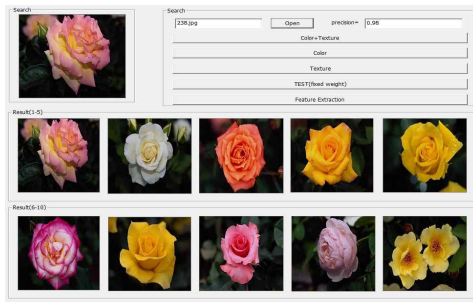 Search
Search
238.jpg
Open
precision=
0.98
Color+Texture
Color
Texture
TEST(fixed weight)
Feature Extraction
Result(1-5)
Result(6-10)